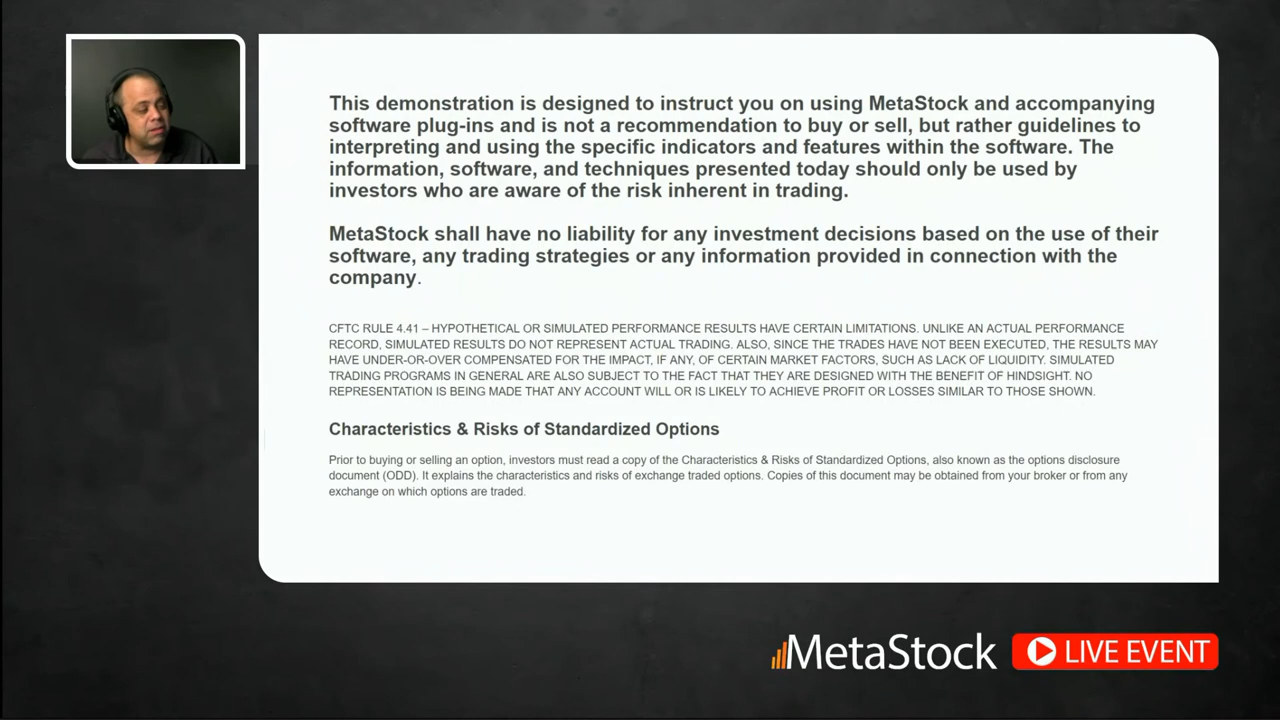 This demonstration is designed to instruct you on using MetaStock and accompanying
software plug-ins and is not a recommendation to buy or sell, but rather guidelines to
interpreting and using the specific indicators and features within the software. The
information, software, and techniques presented today should only be used by
investors who are aware of the risk inherent in trading.
MetaStock shall have no liability for any investment decisions based on the use of their
software, any trading strategies or any information provided in connection with the
company.
CFTC RULE 4.41 – HYPOTHETICAL OR SIMULATED PERFORMANCE RESULTS HAVE CERTAIN LIMITATIONS. UNLIKE AN ACTUAL PERFORMANCE
RECORD, SIMULATED RESULTS DO NOT REPRESENT ACTUAL TRADING. ALSO, SINCE THE TRADES HAVE NOT BEEN EXECUTED, THE RESULTS MAY
HAVE UNDER-OR-OVER COMPENSATED FOR THE IMPACT, IF ANY, OF CERTAIN MARKET FACTORS, SUCH AS LACK OF LIQUIDITY. SIMULATED
TRADING PROGRAMS IN GENERAL ARE ALSO SUBJECT TO THE FACT THAT THEY ARE DESIGNED WITH THE BENEFIT OF HINDSIGHT. NO
REPRESENTATION IS BEING MADE THAT ANY ACCOUNT WILL OR IS LIKELY TO ACHIEVE PROFIT OR LOSSES SIMILAR TO THOSE SHOWN.
Characteristics & Risks of Standardized Options
Prior to buying or selling an option, investors must read a copy of the Characteristics & Risks of Standardized Options, also known as the options disclosure
document (ODD). It explains the characteristics and risks of exchange traded options. Copies of this document may be obtained from your broker or from any
exchange on which options are traded.
MetaStock LIVE EVENT